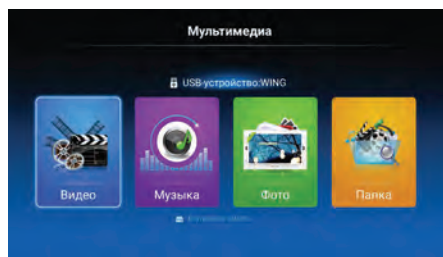 Мультимедиа
USB-устройство:WING
Видео
Музыка
Фото
Папка